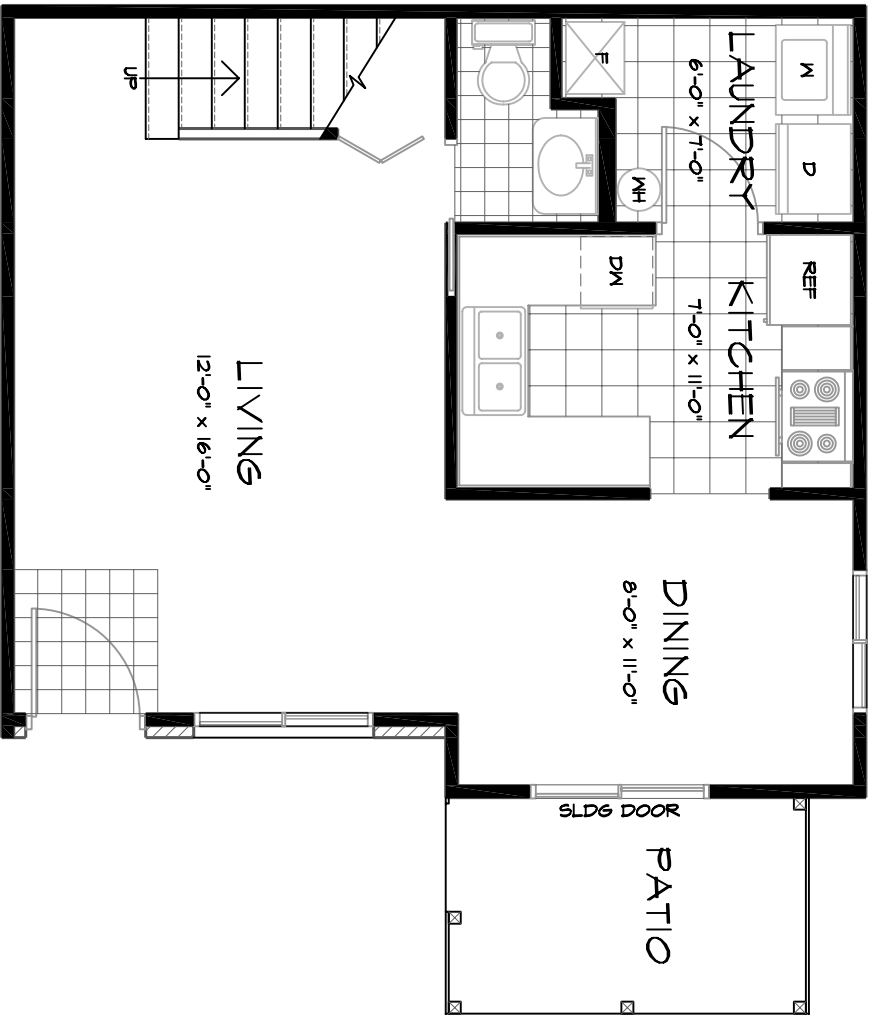 UP
F
W
LAUNDRY
6'-0" x 7'-0"
D
WH
DW
REF
KITCHEN
7'-0" x 11'-0"
LIVING
12'-0" x 16'-0"
DINING
8'-0" x 11'-0"
SLDG DOOR
PATIO